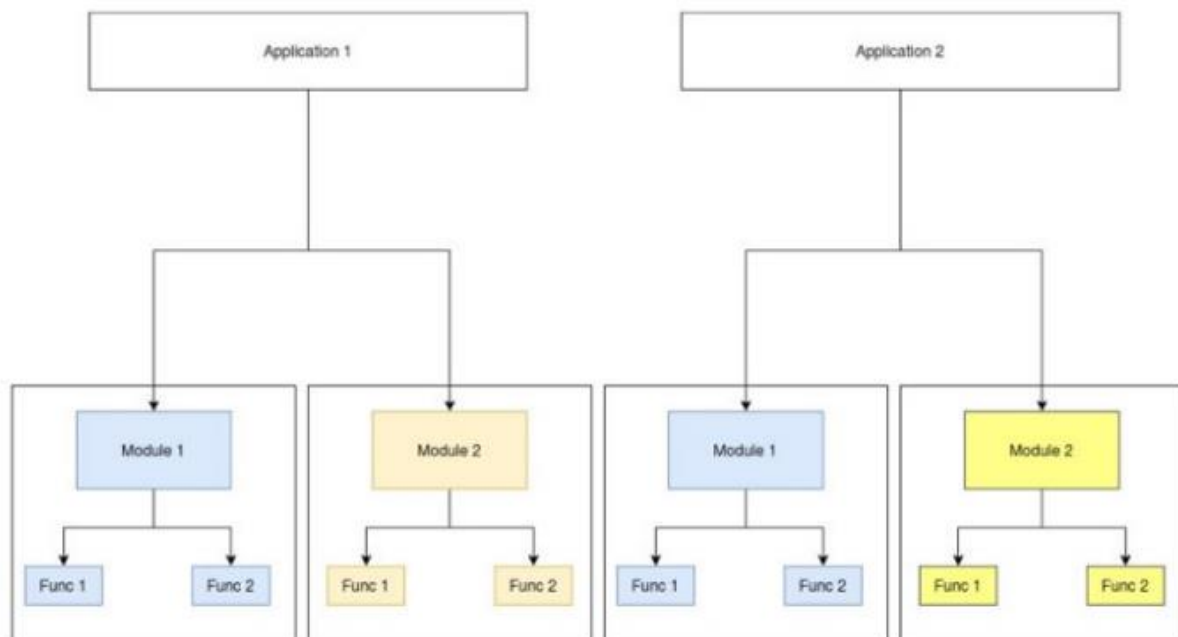 Application 1
Application 2
Module 1
Module 2
Module 1
Module 2
Func 1
Func 2
Func 1
Func 2
Func 1
Func 2
Func 1
Func 2